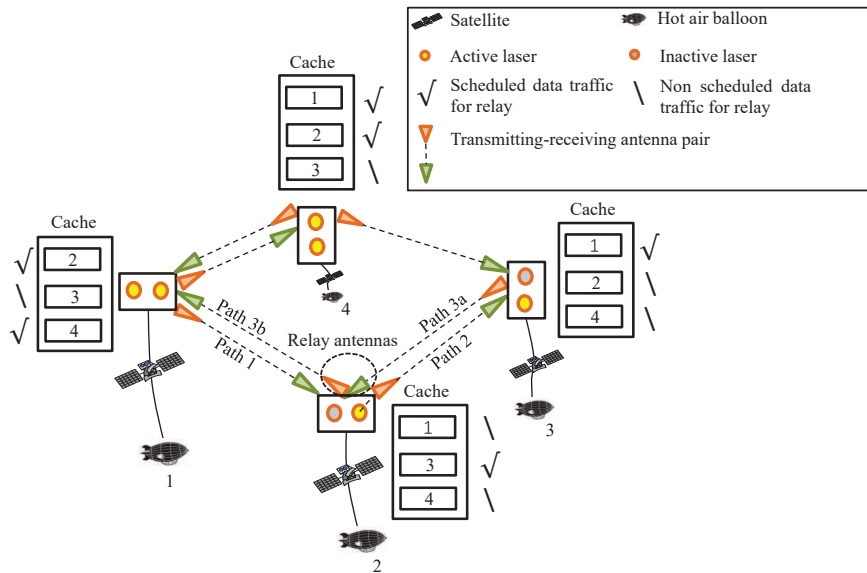 Satellite
Hot air balloon
Active laser
Inactive laser
Scheduled data traffic
for relay
Non scheduled data
traffic for relay
Transmitting-receiving antenna pair
Cache
1
2
3
4
Cache
2
3
4
1
Cache
1
2
4
3
Path 3b
Path 1
Relay antennas
Path 3a
Path 2
Cache
1
3
4
2